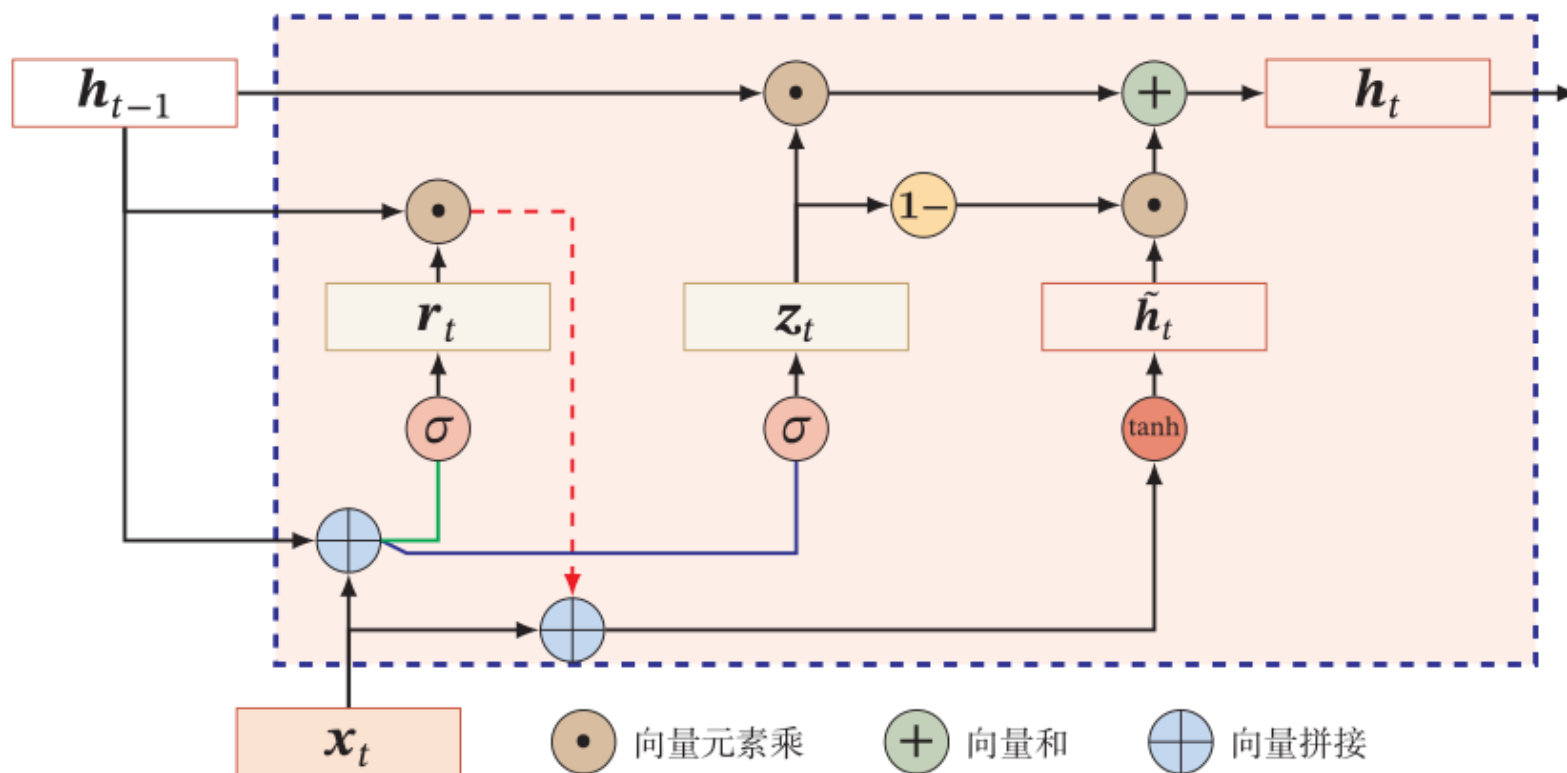 h_{t-1}
·
+
h_t
·
1−
·
r_t
z_t
h̃_t
σ
σ
tanh
x_t
· 向量元素乘
+ 向量和
向量拼接